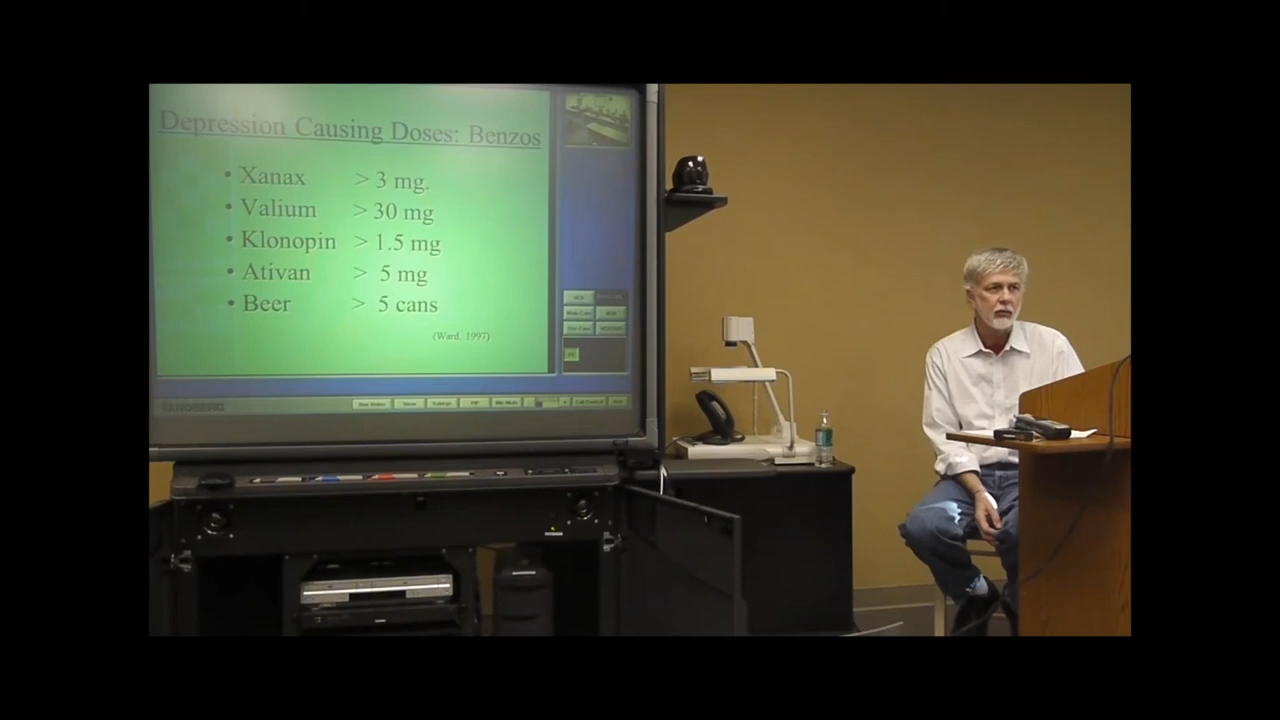 Depression Causing Doses: Benzos
• Xanax > 3 mg.
• Valium > 30 mg
• Klonopin > 1.5 mg
• Ativan > 5 mg
• Beer > 5 cans
(Ward, 1997)
TANDBERG